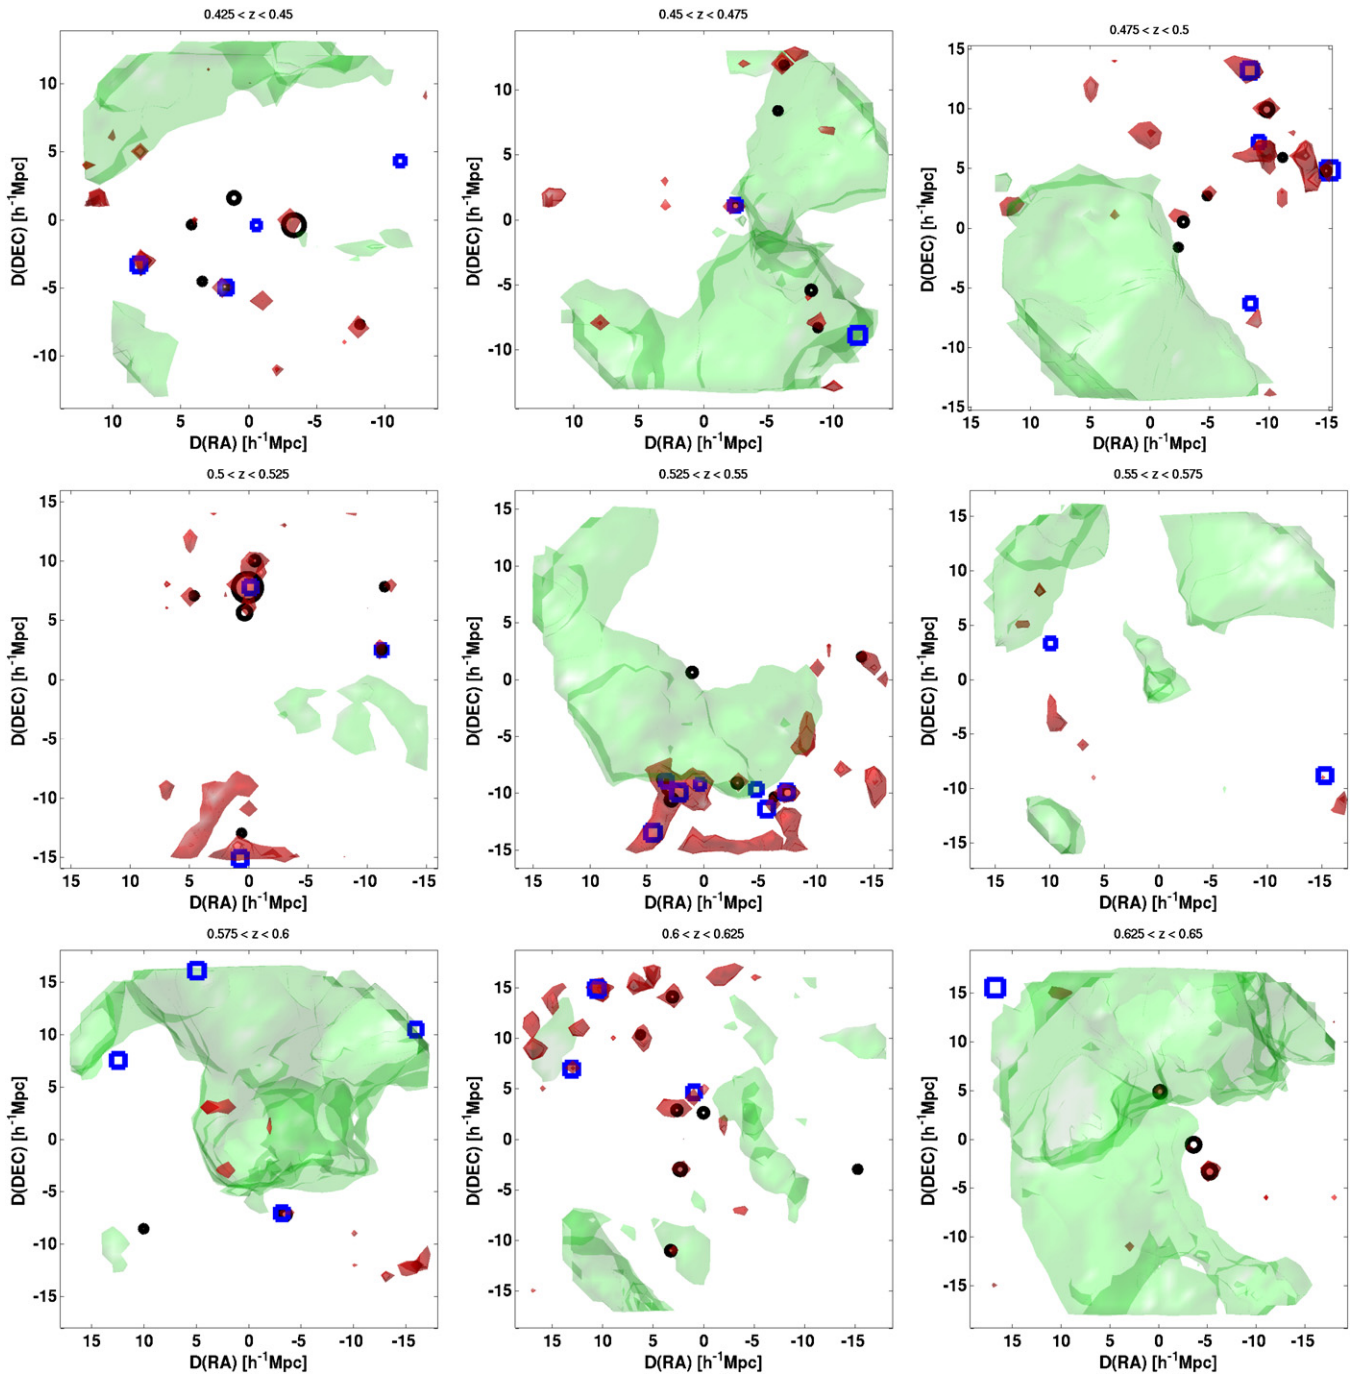 0.425 < z < 0.45
0.45 < z < 0.475
0.475 < z < 0.5
D(DEC) [h⁻¹Mpc]
10
5
0
-5
-10
10 5 0 -5 -10
D(RA) [h⁻¹Mpc]
D(DEC) [h⁻¹Mpc]
10
5
0
-5
-10
10 5 0 -5 -10
D(RA) [h⁻¹Mpc]
D(DEC) [h⁻¹Mpc]
15
10
5
0
-5
-10
-15
15 10 5 0 -5 -10 -15
D(RA) [h⁻¹Mpc]
0.5 < z < 0.525
0.525 < z < 0.55
0.55 < z < 0.575
D(DEC) [h⁻¹Mpc]
15
10
5
0
-5
-10
-15
15 10 5 0 -5 -10 -15
D(RA) [h⁻¹Mpc]
D(DEC) [h⁻¹Mpc]
15
10
5
0
-5
-10
-15
15 10 5 0 -5 -10 -15
D(RA) [h⁻¹Mpc]
D(DEC) [h⁻¹Mpc]
15
10
5
0
-5
-10
-15
15 10 5 0 -5 -10 -15
D(RA) [h⁻¹Mpc]
0.575 < z < 0.6
0.6 < z < 0.625
0.625 < z < 0.65
D(DEC) [h⁻¹Mpc]
15
10
5
0
-5
-10
-15
15 10 5 0 -5 -10 -15
D(RA) [h⁻¹Mpc]
D(DEC) [h⁻¹Mpc]
15
10
5
0
-5
-10
-15
15 10 5 0 -5 -10 -15
D(RA) [h⁻¹Mpc]
D(DEC) [h⁻¹Mpc]
15
10
5
0
-5
-10
-15
15 10 5 0 -5 -10 -15
D(RA) [h⁻¹Mpc]